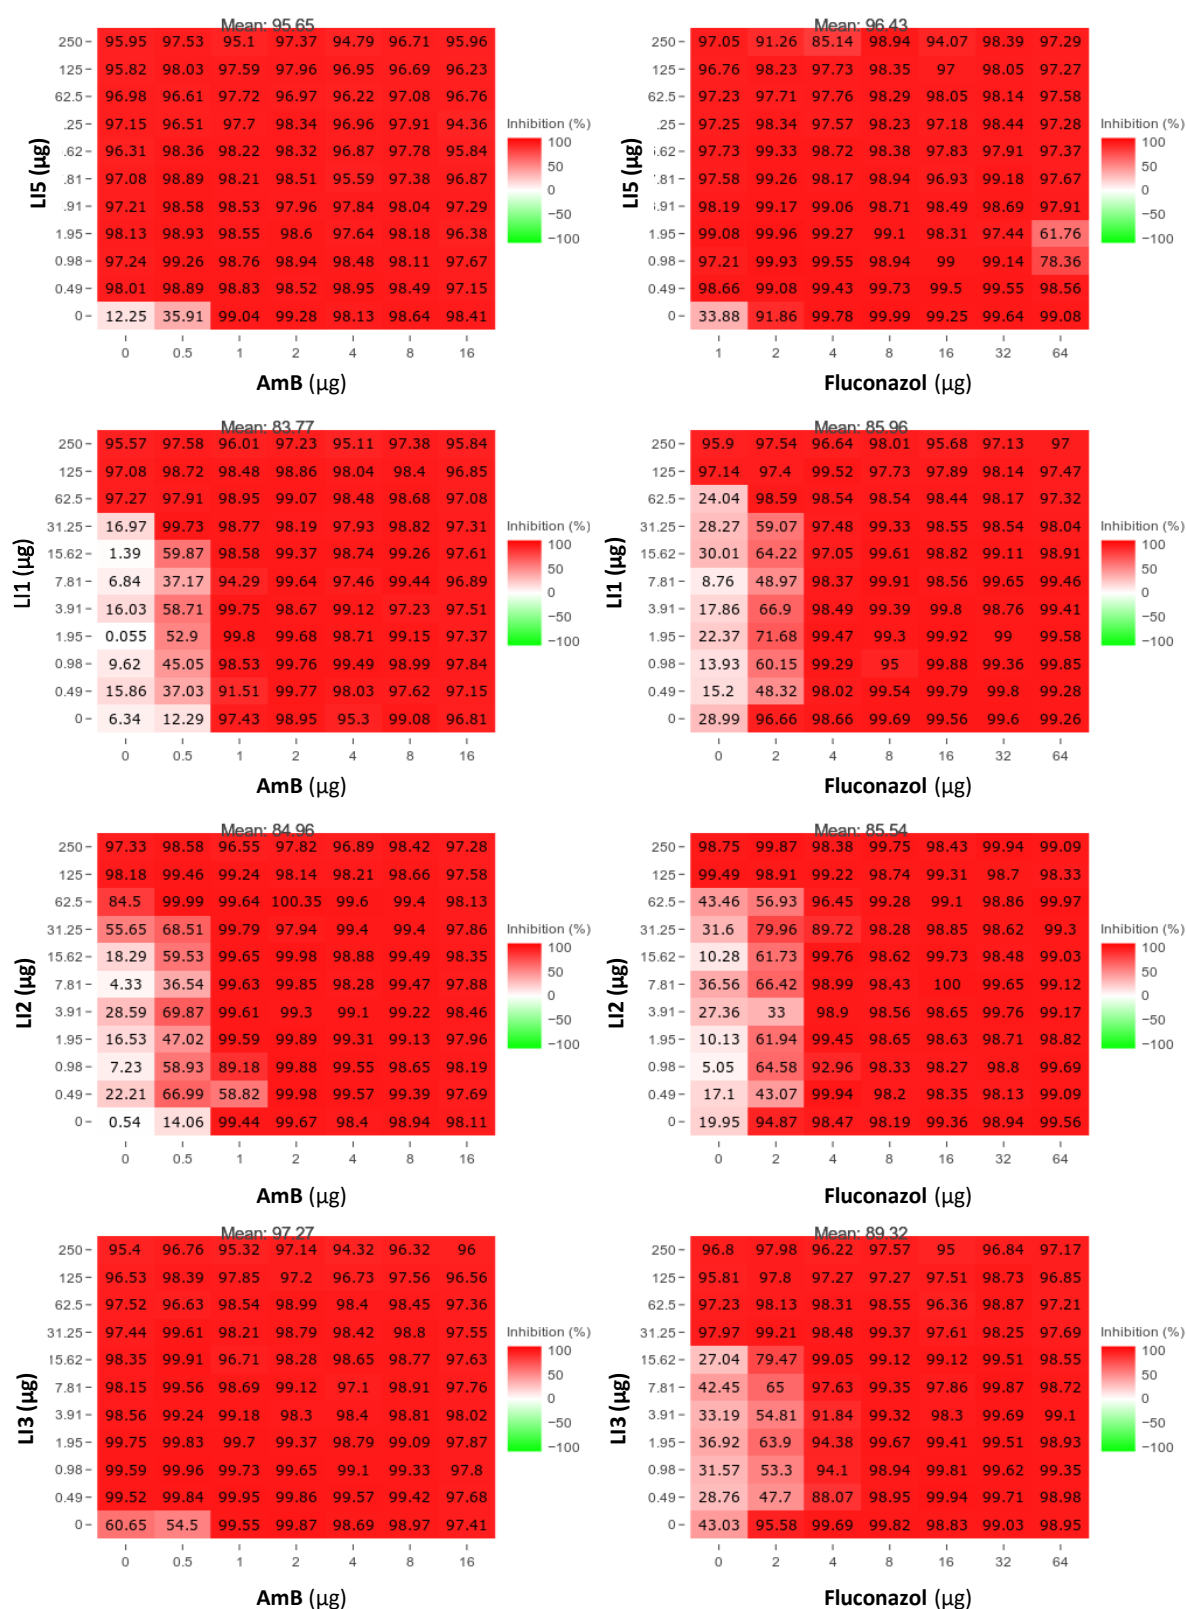 Mean: 95.65
250 95.95 97.53 95.1 97.37 94.79 96.71 95.96
125 95.82 98.03 97.59 97.96 96.95 96.69 96.23
62.5 96.98 96.61 97.72 96.97 96.22 97.08 96.76
.25 97.15 96.51 97.7 98.34 96.96 97.91 94.36
.62 96.31 98.36 98.22 98.32 96.87 97.78 95.84
.81 97.08 98.89 98.21 98.51 95.59 97.38 96.87
.91 97.21 98.58 98.53 97.96 97.84 98.04 97.29
1.95 98.13 98.93 98.55 98.6 97.64 98.18 96.38
0.98 97.24 99.26 98.76 98.94 98.48 98.11 97.67
0.49 98.01 98.89 98.83 98.52 98.95 98.49 97.15
0 12.25 35.91 99.04 99.28 98.13 98.64 98.41
0 0.5 1 2 4 8 16
LI5 (µg)
AmB (µg)
Inhibition (%)
100
50
0
−50
−100
Mean: 96.43
250 97.05 91.26 85.14 98.94 94.07 98.39 97.29
125 96.76 98.23 97.73 98.35 97 98.05 97.27
62.5 97.23 97.71 97.76 98.29 98.05 98.14 97.58
.25 97.25 98.34 97.57 98.23 97.18 98.44 97.28
.62 97.73 99.33 98.72 98.38 97.83 97.91 97.37
.81 97.58 99.26 98.17 98.94 96.93 99.18 97.67
.91 98.19 99.17 99.06 98.71 98.49 98.69 97.91
1.95 99.08 99.96 99.27 99.1 98.31 97.44 61.76
0.98 97.21 99.93 99.55 98.94 99 99.14 78.36
0.49 98.66 99.08 99.43 99.73 99.5 99.55 98.56
0 33.88 91.86 99.78 99.99 99.25 99.64 99.08
1 2 4 8 16 32 64
LI5 (µg)
Fluconazol (µg)
Inhibition (%)
100
50
0
−50
−100
Mean: 83.77
250 95.57 97.58 96.01 97.23 95.11 97.38 95.84
125 97.08 98.72 98.48 98.86 98.04 98.4 96.85
62.5 97.27 97.91 98.95 99.07 98.48 98.68 97.08
31.25 16.97 99.73 98.77 98.19 97.93 98.82 97.31
15.62 1.39 59.87 98.58 99.37 98.74 99.26 97.61
7.81 6.84 37.17 94.29 99.64 97.46 99.44 96.89
3.91 16.03 58.71 99.75 98.67 99.12 97.23 97.51
1.95 0.055 52.9 99.8 99.68 98.71 99.15 97.37
0.98 9.62 45.05 98.53 99.76 99.49 98.99 97.84
0.49 15.86 37.03 91.51 99.77 98.03 97.62 97.15
0 6.34 12.29 97.43 98.95 95.3 99.08 96.81
0 0.5 1 2 4 8 16
LI1 (µg)
AmB (µg)
Inhibition (%)
100
50
0
−50
−100
Mean: 85.96
250 95.9 97.54 96.64 98.01 95.68 97.13 97
125 97.14 97.4 99.52 97.73 97.89 98.14 97.47
62.5 24.04 98.59 98.54 98.54 98.44 98.17 97.32
31.25 28.27 59.07 97.48 99.33 98.55 98.54 98.04
15.62 30.01 64.22 97.05 99.61 98.82 99.11 98.91
7.81 8.76 48.97 98.37 99.91 98.56 99.65 99.46
3.91 17.86 66.9 98.49 99.39 99.8 98.76 99.41
1.95 22.37 71.68 99.47 99.3 99.92 99 99.58
0.98 13.93 60.15 99.29 95 99.88 99.36 99.85
0.49 15.2 48.32 98.02 99.54 99.79 99.8 99.28
0 28.99 96.66 98.66 99.69 99.56 99.6 99.26
0 2 4 8 16 32 64
LI1 (µg)
Fluconazol (µg)
Inhibition (%)
100
50
0
−50
−100
Mean: 84.96
250 97.33 98.58 96.55 97.82 96.89 98.42 97.28
125 98.18 99.46 99.24 98.14 98.21 98.66 97.58
62.5 84.5 99.99 99.64 100.35 99.6 99.4 98.13
31.25 55.65 68.51 99.79 97.94 99.4 99.4 97.86
15.62 18.29 59.53 99.65 99.98 98.88 99.49 98.35
7.81 4.33 36.54 99.63 99.85 98.28 99.47 97.88
3.91 28.59 69.87 99.61 99.3 99.1 99.22 98.46
1.95 16.53 47.02 99.59 99.89 99.31 99.13 97.96
0.98 7.23 58.93 89.18 99.88 99.55 98.65 98.19
0.49 22.21 66.99 58.82 99.98 99.57 99.39 97.69
0 0.54 14.06 99.44 99.67 98.4 98.94 98.11
0 0.5 1 2 4 8 16
LI2 (µg)
AmB (µg)
Inhibition (%)
100
50
0
−50
−100
Mean: 85.54
250 98.75 99.87 98.38 99.75 98.43 99.94 99.09
125 99.49 98.91 99.22 98.74 99.31 98.7 98.33
62.5 43.46 56.93 96.45 99.28 99.1 98.86 99.97
31.25 31.6 79.96 89.72 98.28 98.85 98.62 99.3
15.62 10.28 61.73 99.76 98.62 99.73 98.48 99.03
7.81 36.56 66.42 98.99 98.43 100 99.65 99.12
3.91 27.36 33 98.9 98.56 98.65 99.76 99.17
1.95 10.13 61.94 99.45 98.65 98.63 98.71 98.82
0.98 5.05 64.58 92.96 98.33 98.27 98.8 99.69
0.49 17.1 43.07 99.94 98.2 98.35 98.13 99.09
0 19.95 94.87 98.47 98.19 99.36 98.94 99.56
0 2 4 8 16 32 64
LI2 (µg)
Fluconazol (µg)
Inhibition (%)
100
50
0
−50
−100
Mean: 97.27
250 95.4 96.76 95.32 97.14 94.32 96.32 96
125 96.53 98.39 97.85 97.2 96.73 97.56 96.56
62.5 97.52 96.63 98.54 98.99 98.4 98.45 97.36
31.25 97.44 99.61 98.21 98.79 98.42 98.8 97.55
15.62 98.35 99.91 96.71 98.28 98.65 98.77 97.63
7.81 98.15 99.56 98.69 99.12 97.1 98.91 97.76
3.91 98.56 99.24 99.18 98.3 98.4 98.81 98.02
1.95 99.75 99.83 99.7 99.37 98.79 99.09 97.87
0.98 99.59 99.96 99.73 99.65 99.1 99.33 97.8
0.49 99.52 99.84 99.95 99.86 99.57 99.42 97.68
0 60.65 54.5 99.55 99.87 98.69 98.97 97.41
0 0.5 1 2 4 8 16
LI3 (µg)
AmB (µg)
Inhibition (%)
100
50
0
−50
−100
Mean: 89.32
250 96.8 97.98 96.22 97.57 95 96.84 97.17
125 95.81 97.8 97.27 97.27 97.51 98.73 96.85
62.5 97.23 98.13 98.31 98.55 96.36 98.87 97.21
31.25 97.97 99.21 98.48 99.37 97.61 98.25 97.69
15.62 27.04 79.47 99.05 99.12 99.12 99.51 98.55
7.81 42.45 65 97.63 99.35 97.86 99.87 98.72
3.91 33.19 54.81 91.84 99.32 98.3 99.69 99.1
1.95 36.92 63.9 94.38 99.67 99.41 99.51 98.93
0.98 31.57 53.3 94.1 98.94 99.81 99.62 99.35
0.49 28.76 47.7 88.07 98.95 99.94 99.71 98.98
0 43.03 95.58 99.69 99.82 98.83 99.03 98.95
0 2 4 8 16 32 64
LI3 (µg)
Fluconazol (µg)
Inhibition (%)
100
50
0
−50
−100